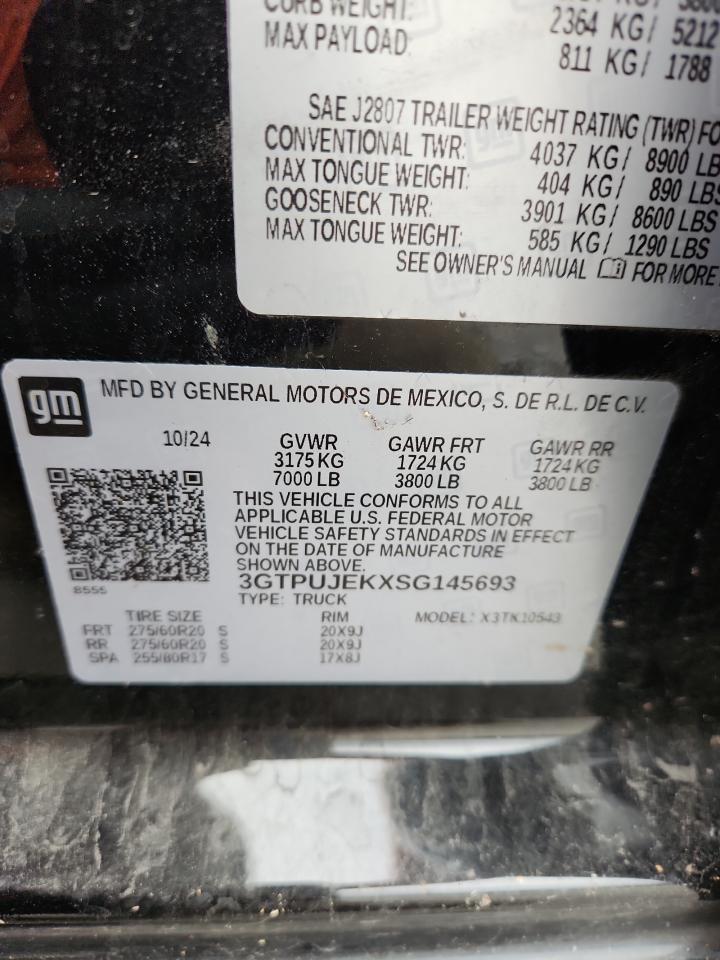 CURB WEIGHT:
2364 KG/ 5212
MAX PAYLOAD: 811 KG/ 1788
SAE J2807 TRAILER WEIGHT RATING (TWR) FO
CONVENTIONAL TWR: 4037 KG/ 8900 LB
MAX TONGUE WEIGHT: 404 KG/ 890 LBS
GOOSENECK TWR: 3901 KG/ 8600 LBS
MAX TONGUE WEIGHT: 585 KG/ 1290 LBS
SEE OWNER'S MANUAL FOR MORE
gm MFD BY GENERAL MOTORS DE MEXICO, S. DE R.L. DE C.V.
10/24 GVWR GAWR FRT GAWR RR
3175 KG 1724 KG 1724 KG
7000 LB 3800 LB 3800 LB
THIS VEHICLE CONFORMS TO ALL
APPLICABLE U.S. FEDERAL MOTOR
VEHICLE SAFETY STANDARDS IN EFFECT
ON THE DATE OF MANUFACTURE
SHOWN ABOVE.
3GTPUJEKXSG145693
8555 TYPE: TRUCK
TIRE SIZE RIM MODEL: X3TK10543
FRT 275/60R20 S 20X9J
RR 275/60R20 S 20X9J
SPA 255/80R17 S 17X8J